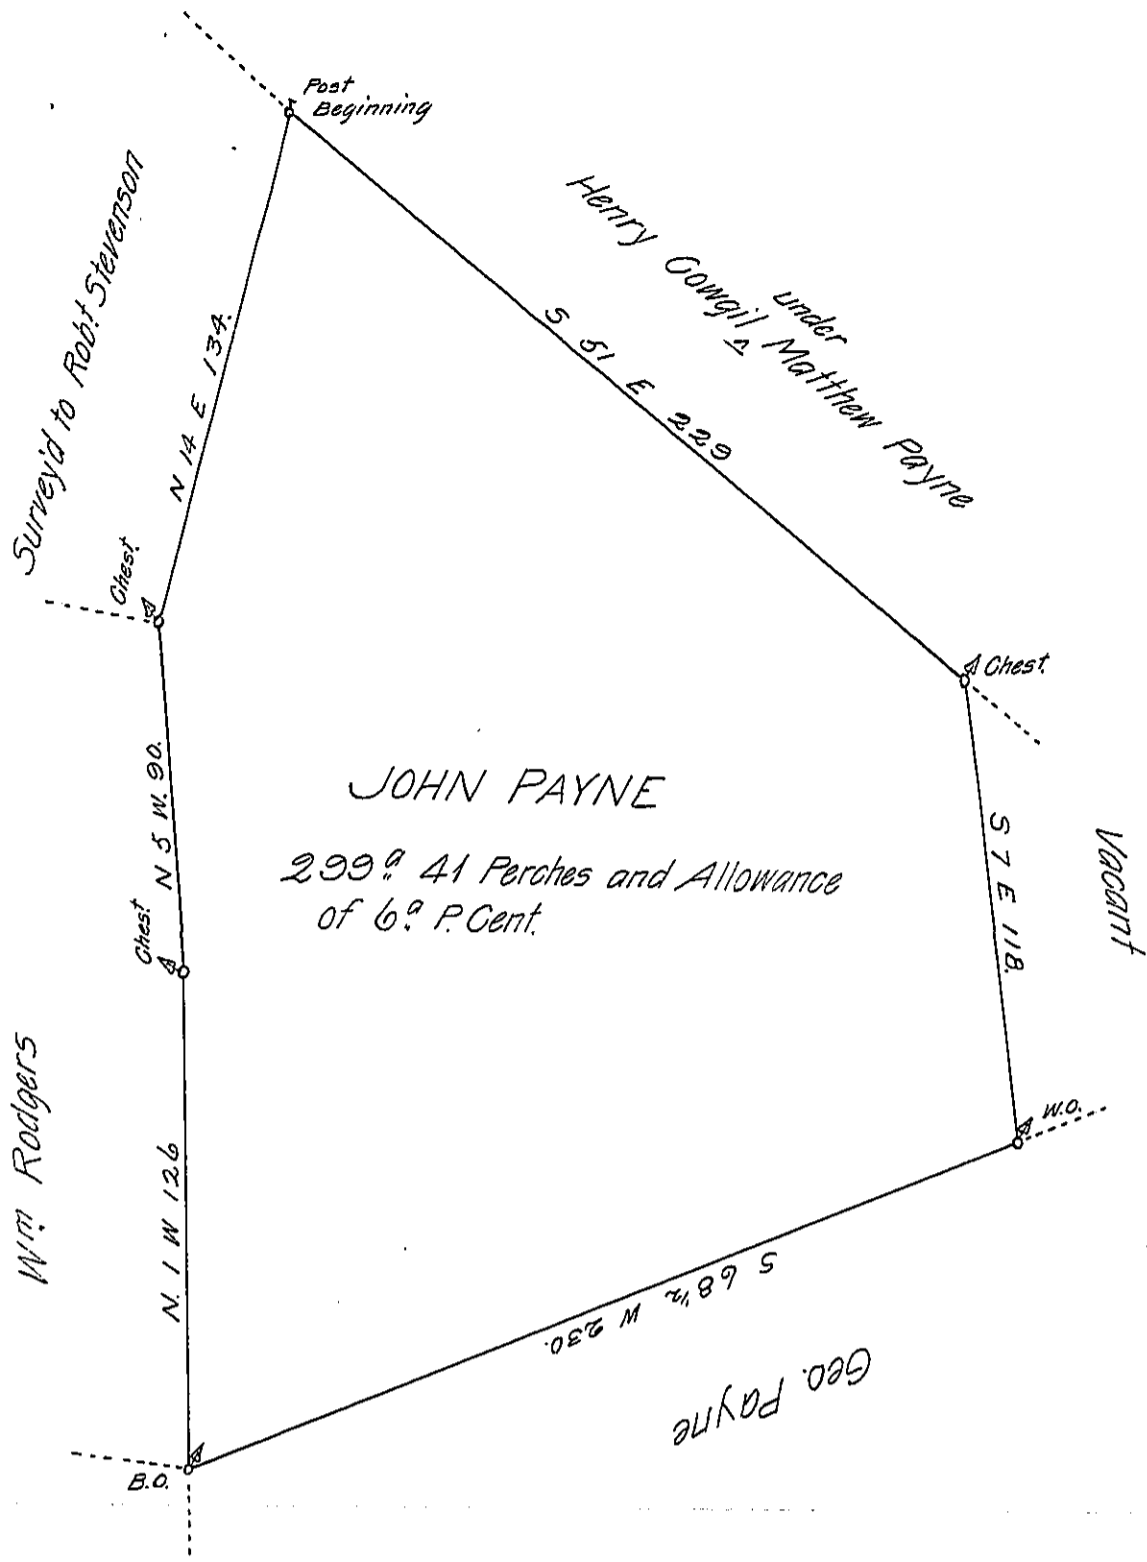 Post
Beginning
Survey'd to Robt. Stevenson
Henry Cowgil ^ Matthew Payne
under
S 51 E 229
N 14 E 134.
Chest.
Chest.
N 5 W. 90.
JOHN PAYNE
299a. 41 Perches and Allowance
of 6a. P. Cent.
S 7 E 118.
Vacant
Chest
Wm. Rodgers
N. 1 W 126
W.O.
S 68½ W 230.
Geo. Payne
B.O.